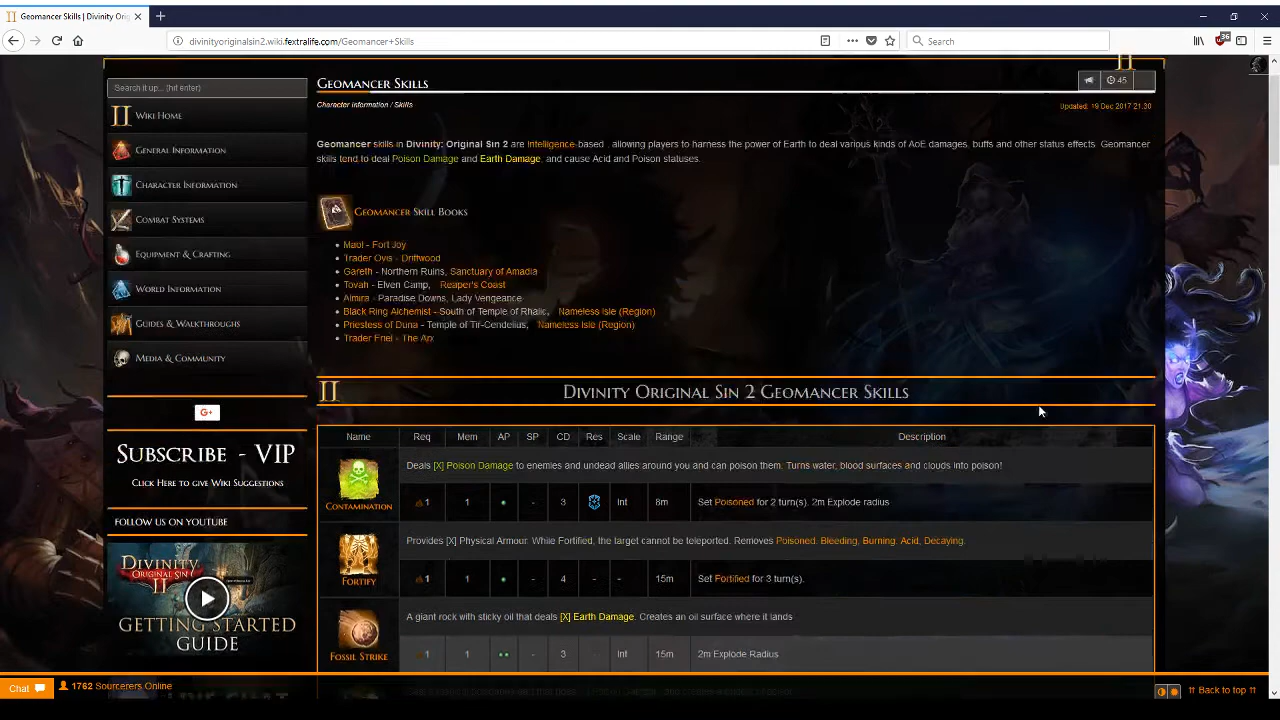 Geomancer Skills | Divinity Orig
divinityoriginalsin2.wiki.fextralife.com/Geomancer+Skills
Search
36
Search it up... (hit enter)
Wiki Home
General Information
Character Information
Combat Systems
Equipment & Crafting
World Information
Guides & Walkthroughs
Media & Community
G+
Subscribe - VIP
Click Here to give Wiki Suggestions
FOLLOW US ON YOUTUBE
DIVINITY
ORIGINAL SIN
II
GETTING STARTED
GUIDE
Chat
1762 Sourcerers Online
Geomancer Skills
45
Character Information / Skills
Updated: 19 Dec 2017 21:30
Geomancer skills in Divinity: Original Sin 2 are Intelligence-based , allowing players to harness the power of Earth to deal various kinds of AoE damages, buffs and other status effects. Geomancer
skills tend to deal Poison Damage and Earth Damage, and cause Acid and Poison statuses.
Geomancer Skill Books
Maol - Fort Joy
Trader Ovis - Driftwood
Gareth - Northern Ruins, Sanctuary of Amadia
Tovah - Elven Camp, Reaper's Coast
Almira - Paradise Downs, Lady Vengeance
Black Ring Alchemist - South of Temple of Rhalic, Nameless Isle (Region)
Priestess of Duna - Temple of Tir-Cendelius, Nameless Isle (Region)
Trader Friel - The Arx
Divinity Original Sin 2 Geomancer Skills
Name Req Mem AP SP CD Res Scale Range Description
Contamination
Deals [X] Poison Damage to enemies and undead allies around you and can poison them. Turns water, blood surfaces and clouds into poison!
1 1 - 3 Int 8m Set Poisoned for 2 turn(s). 2m Explode radius
Fortify
Provides [X] Physical Armour. While Fortified, the target cannot be teleported. Removes Poisoned, Bleeding, Burning, Acid, Decaying.
1 1 - 4 - - 15m Set Fortified for 3 turn(s).
Fossil Strike
A giant rock with sticky oil that deals [X] Earth Damage. Creates an oil surface where it lands
1 1 - 3 - Int 15m 2m Explode Radius
Back to top